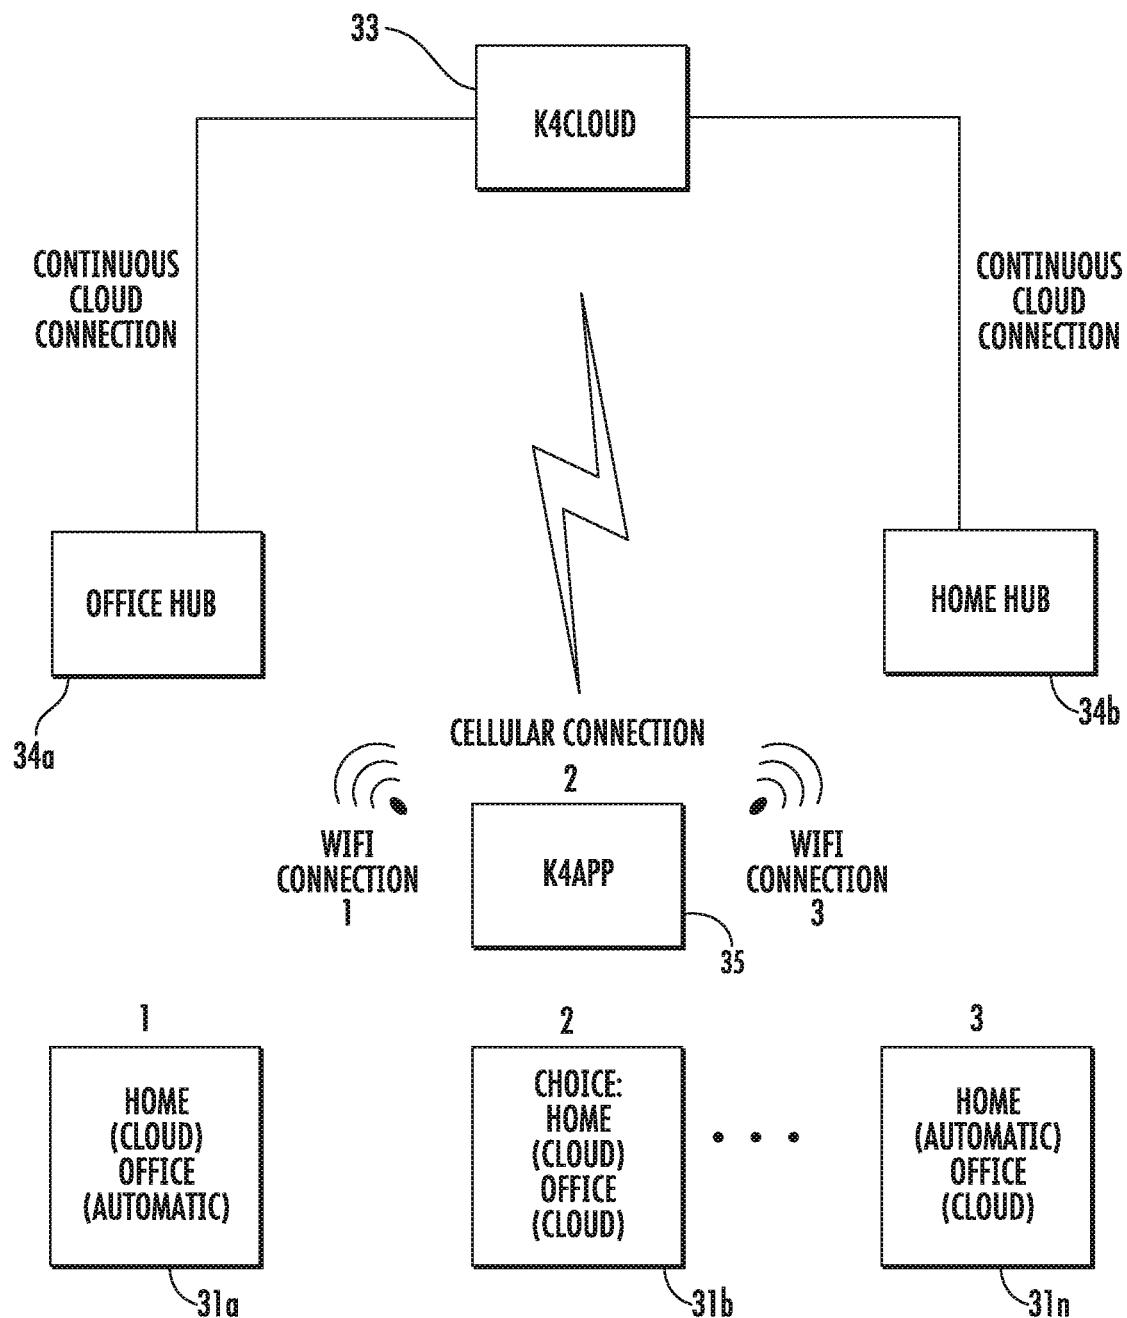 33
K4CLOUD
CONTINUOUS
CLOUD
CONNECTION
CONTINUOUS
CLOUD
CONNECTION
OFFICE HUB
HOME HUB
34a
34b
CELLULAR CONNECTION
2
WIFI
CONNECTION
1
K4APP
WIFI
CONNECTION
3
35
1
HOME
(CLOUD)
OFFICE
(AUTOMATIC)
31a
2
CHOICE:
HOME
(CLOUD)
OFFICE
(CLOUD)
31b
3
HOME
(AUTOMATIC)
OFFICE
(CLOUD)
31n